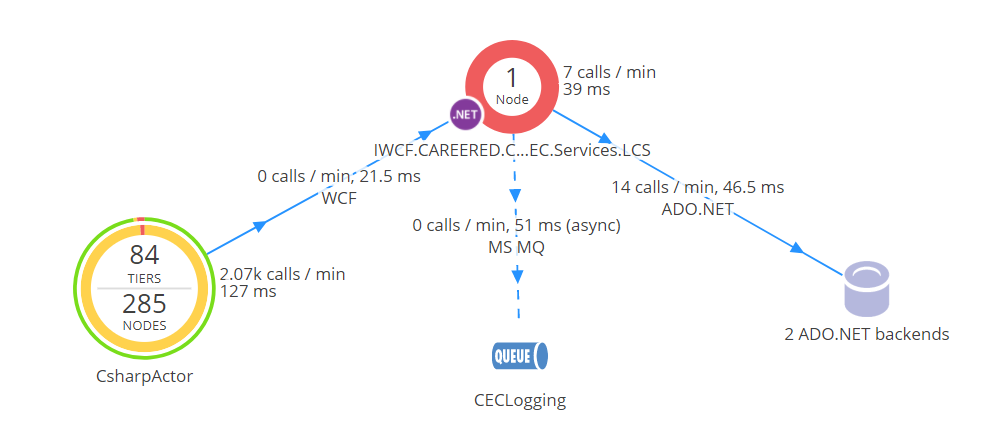 1
Node
.NET
7 calls / min
39 ms
IWCF.CAREERED.C...EC.Services.LCS
0 calls / min, 21.5 ms
WCF
14 calls / min, 46.5 ms
ADO.NET
0 calls / min, 51 ms (async)
MS MQ
84
TIERS
285
NODES
2.07k calls / min
127 ms
CsharpActor
2 ADO.NET backends
QUEUE
CECLogging